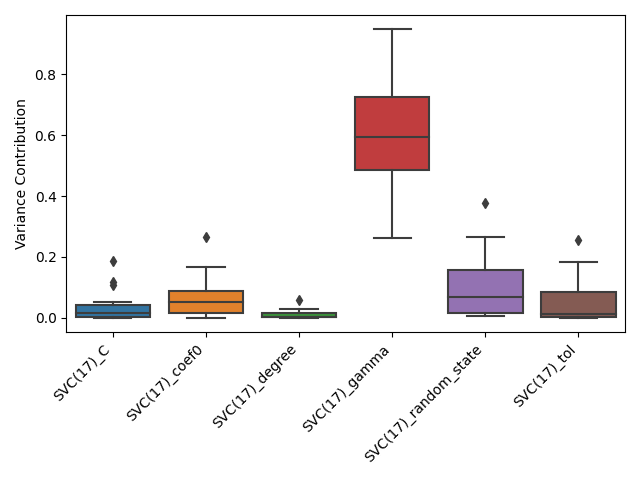 Variance Contribution
0.8
0.6
0.4
0.2
0.0
SVC(17)_C
SVC(17)_coef0
SVC(17)_degree
SVC(17)_gamma
SVC(17)_random_state
SVC(17)_tol